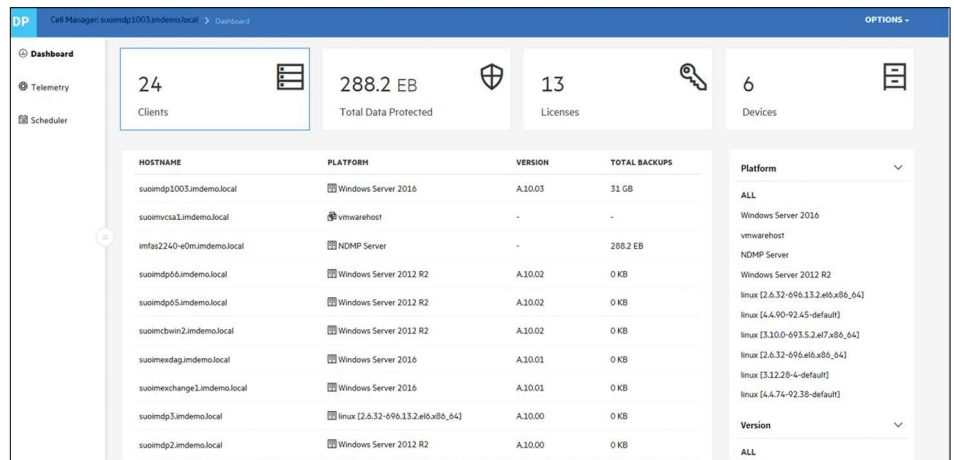 DP Cell Manager: suoimdp1003.imdemo.local > Dashboard OPTIONS
Dashboard
Telemetry
Scheduler
24
Clients
288.2 EB
Total Data Protected
13
Licenses
6
Devices
HOSTNAME PLATFORM VERSION TOTAL BACKUPS
suoimdp1003.imdemo.local Windows Server 2016 A.10.03 31 GB
suoimvcsa1.imdemo.local vmwarehost - -
imfas2240-e0m.imdemo.local NDMP Server - 288.2 EB
suoimdp66.imdemo.local Windows Server 2012 R2 A.10.02 0 KB
suoimdp65.imdemo.local Windows Server 2012 R2 A.10.02 0 KB
suoimcbwin2.imdemo.local Windows Server 2012 R2 A.10.02 0 KB
suoimexdag.imdemo.local Windows Server 2016 A.10.01 0 KB
suoimexchange1.imdemo.local Windows Server 2016 A.10.01 0 KB
suoimdp3.imdemo.local linux [2.6.32-696.13.2.el6.x86_64] A.10.00 0 KB
suoimdp2.imdemo.local Windows Server 2012 R2 A.10.00 0 KB
Platform
ALL
Windows Server 2016
vmwarehost
NDMP Server
Windows Server 2012 R2
linux [2.6.32-696.13.2.el6.x86_64]
linux [4.4.90-92.45-default]
linux [3.10.0-693.5.2.el7.x86_64]
linux [2.6.32-696.el6.x86_64]
linux [3.12.28-4-default]
linux [4.4.74-92.38-default]
Version
ALL